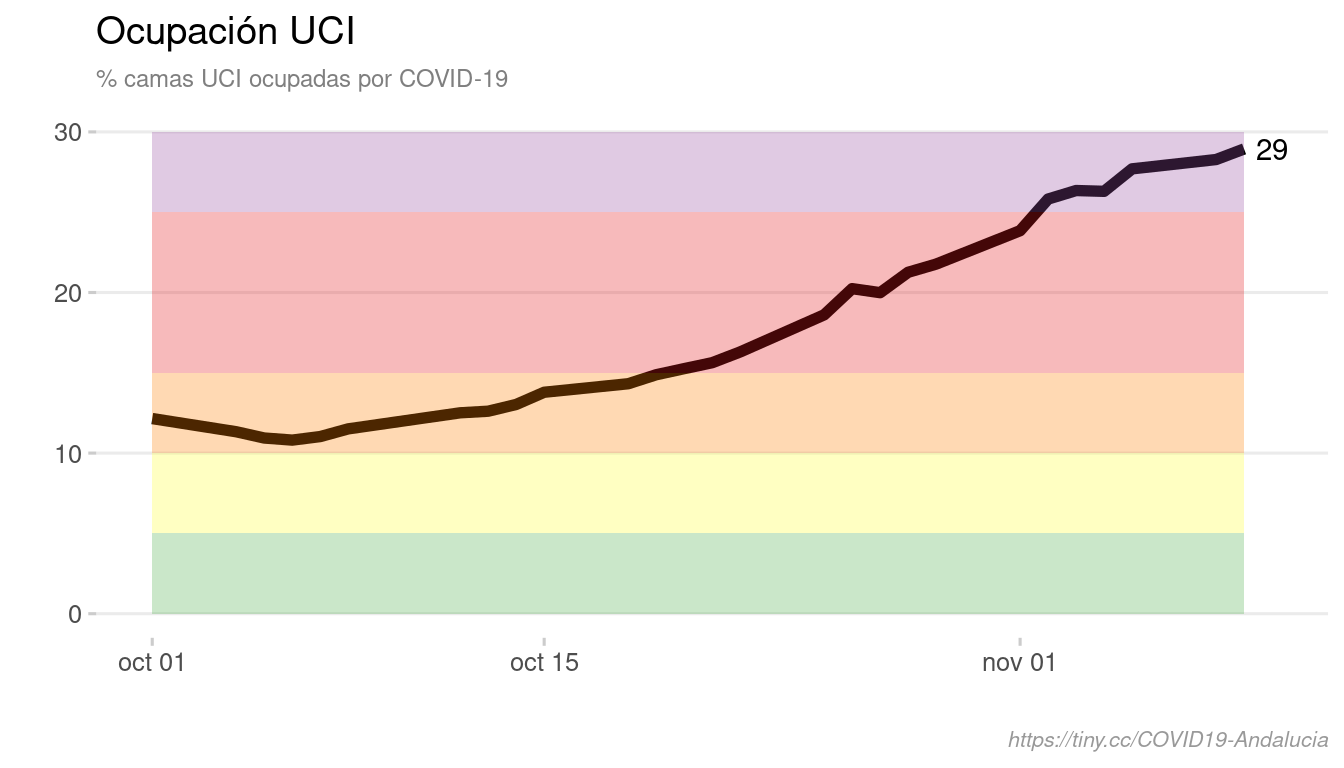 Ocupación UCI
% camas UCI ocupadas por COVID-19
30
29
20
10
0
oct 01
oct 15
nov 01
https://tiny.cc/COVID19-Andalucia